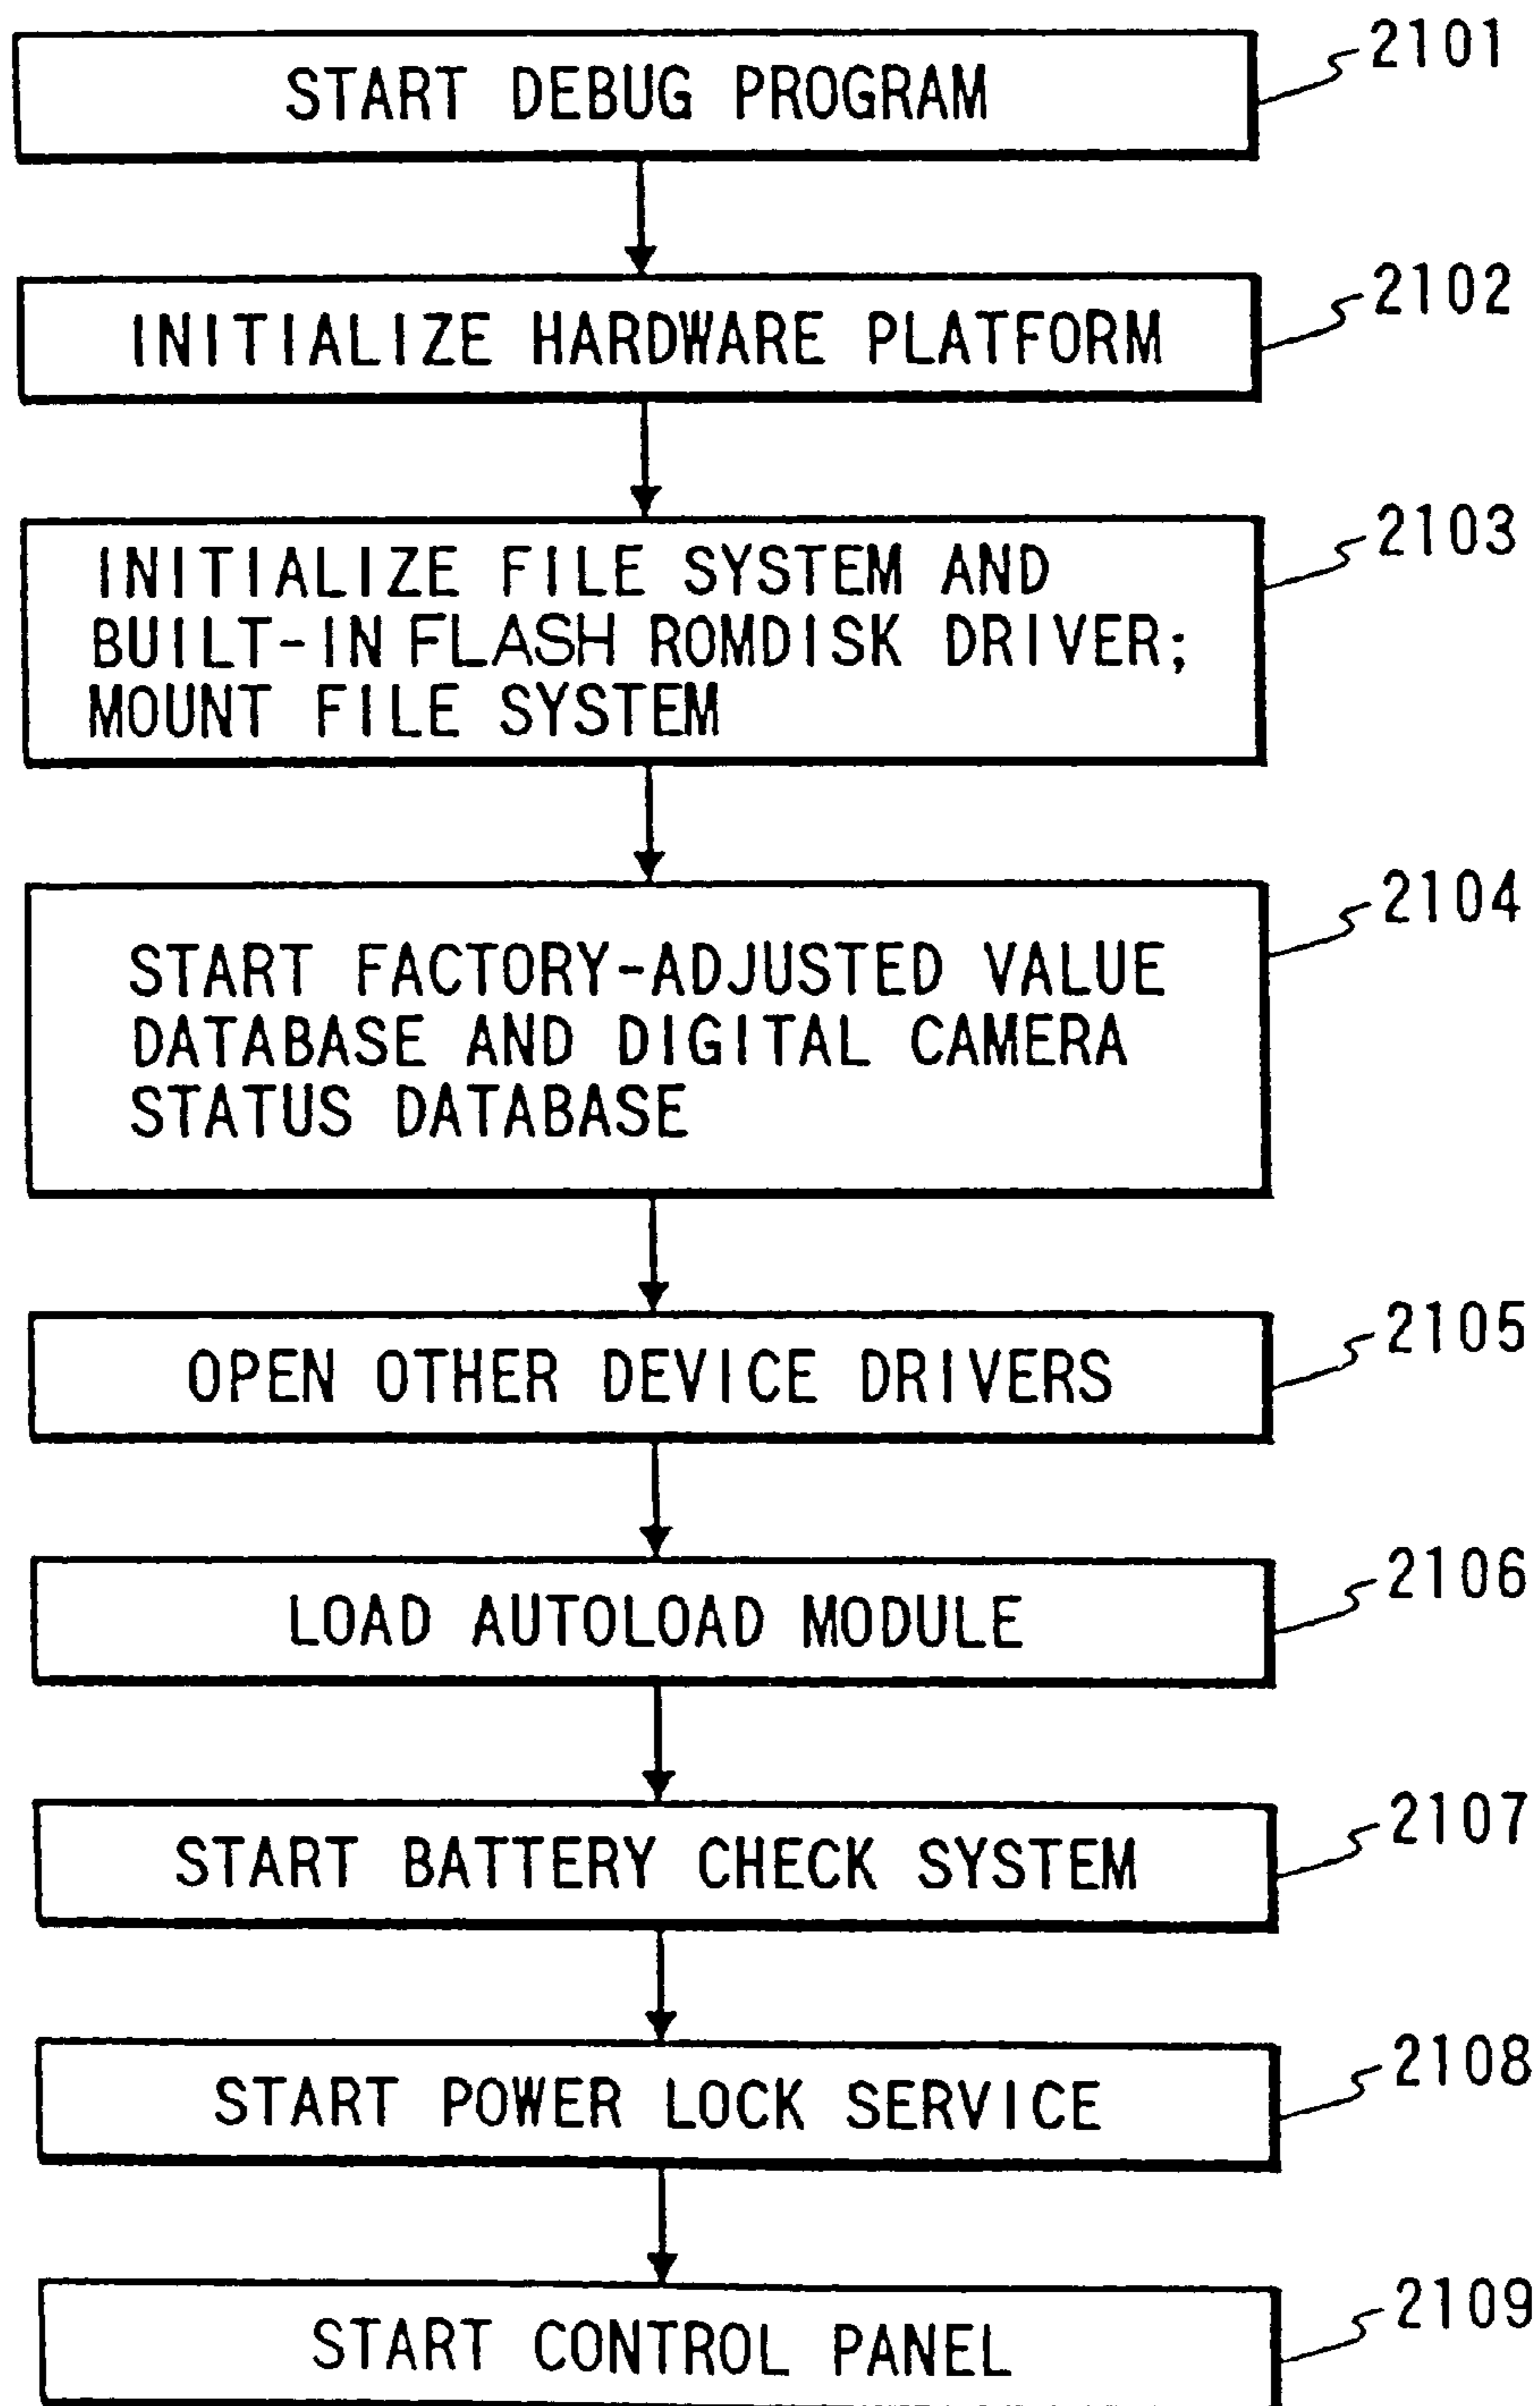 START DEBUG PROGRAM
2101
INITIALIZE HARDWARE PLATFORM
2102
INITIALIZE FILE SYSTEM AND
BUILT-IN FLASH ROMDISK DRIVER;
MOUNT FILE SYSTEM
2103
START FACTORY-ADJUSTED VALUE
DATABASE AND DIGITAL CAMERA
STATUS DATABASE
2104
OPEN OTHER DEVICE DRIVERS
2105
LOAD AUTOLOAD MODULE
2106
START BATTERY CHECK SYSTEM
2107
START POWER LOCK SERVICE
2108
START CONTROL PANEL
2109